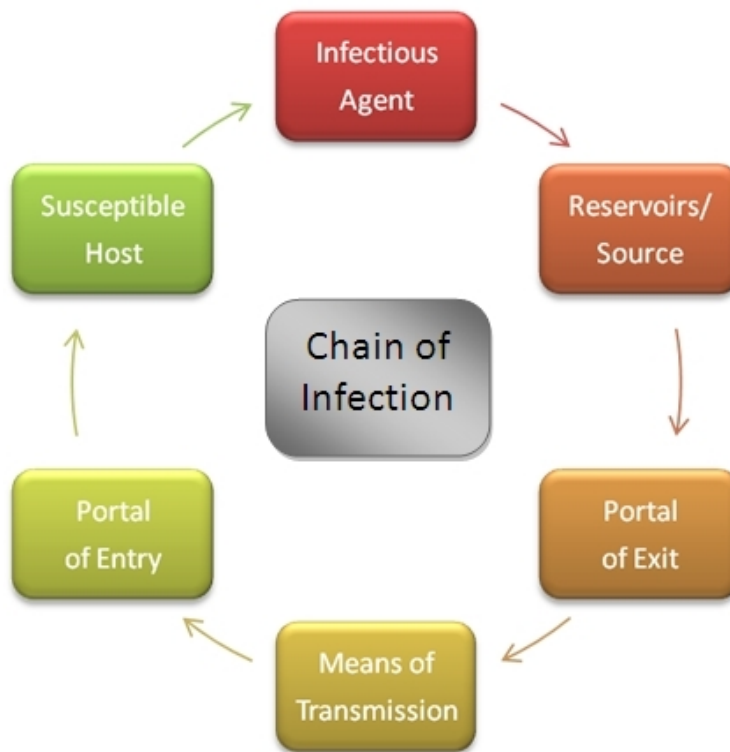 Infectious
Agent
Reservoirs/
Source
Portal
of Exit
Means of
Transmission
Portal
of Entry
Susceptible
Host
Chain of
Infection